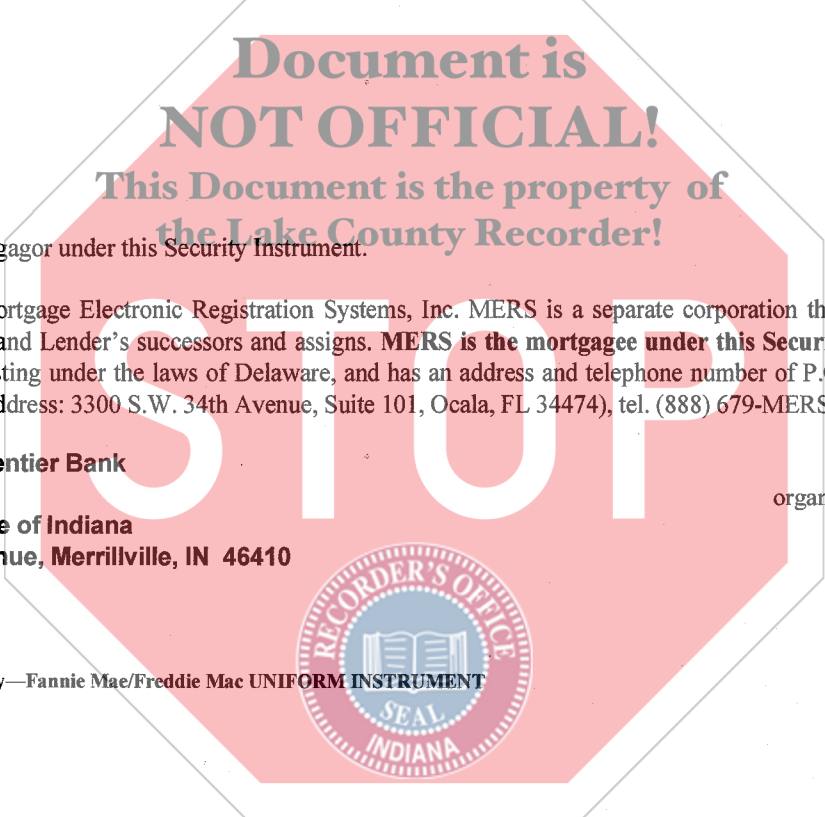 Document is
NOT OFFICIAL!
This Document is the property of
the Lake County Recorder!
gagor under this Security Instrument.
ortgage Electronic Registration Systems, Inc. MERS is a separate corporation th
and Lender's successors and assigns. MERS is the mortgagee under this Secur
ting under the laws of Delaware, and has an address and telephone number of P.
ddress: 3300 S.W. 34th Avenue, Suite 101, Ocala, FL 34474), tel. (888) 679-MERS
STOP
entier Bank
organ
e of Indiana
nue, Merrillville, IN 46410
RECORDER'S OFFICE
y—Fannie Mae/Freddie Mac UNIFORM INSTRUMENT
SEAL
INDIANA